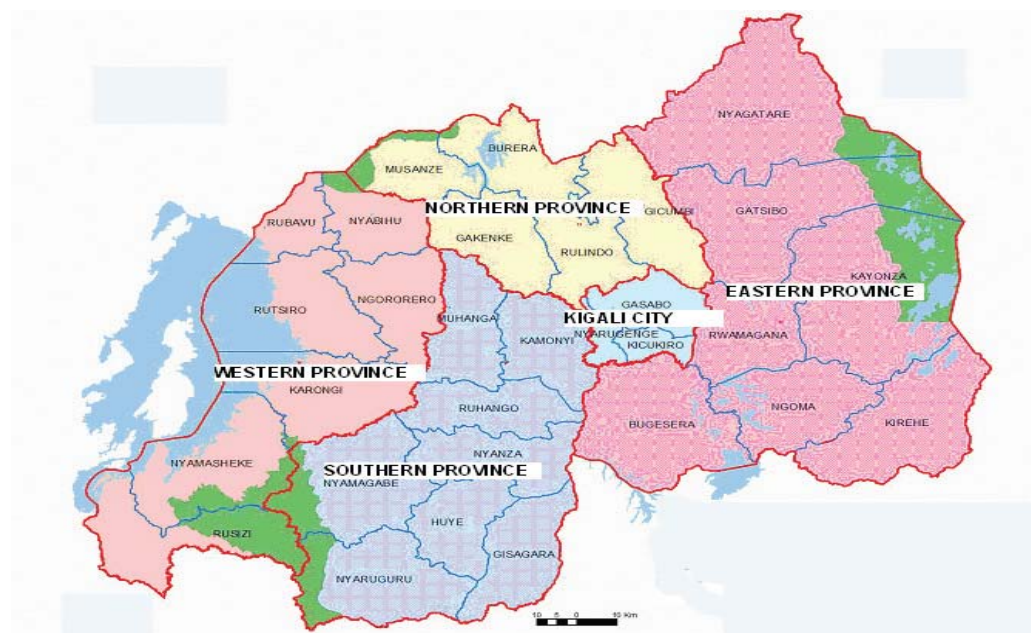 NYAGATARE
BURERA
MUSANZE
NORTHERN PROVINCE
GICUMBI
GATSIBO
RUBAVU
NYABIHU
GAKENKE
RULINDO
KAYONZA
EASTERN PROVINCE
NGORORERO
RUTSIRO
GASABO
KIGALI CITY
MUHANGA
NYARUGENGE
KAMONYI
KICUKIRO
RWAMAGANA
WESTERN PROVINCE
KARONGI
RUHANGO
NGOMA
BUGESERA
KIREHE
NYANZA
NYAMASHEKE
SOUTHERN PROVINCE
NYAMAGABE
HUYE
RUSIZI
GISAGARA
NYARUGURU
10 5 0 10 Km